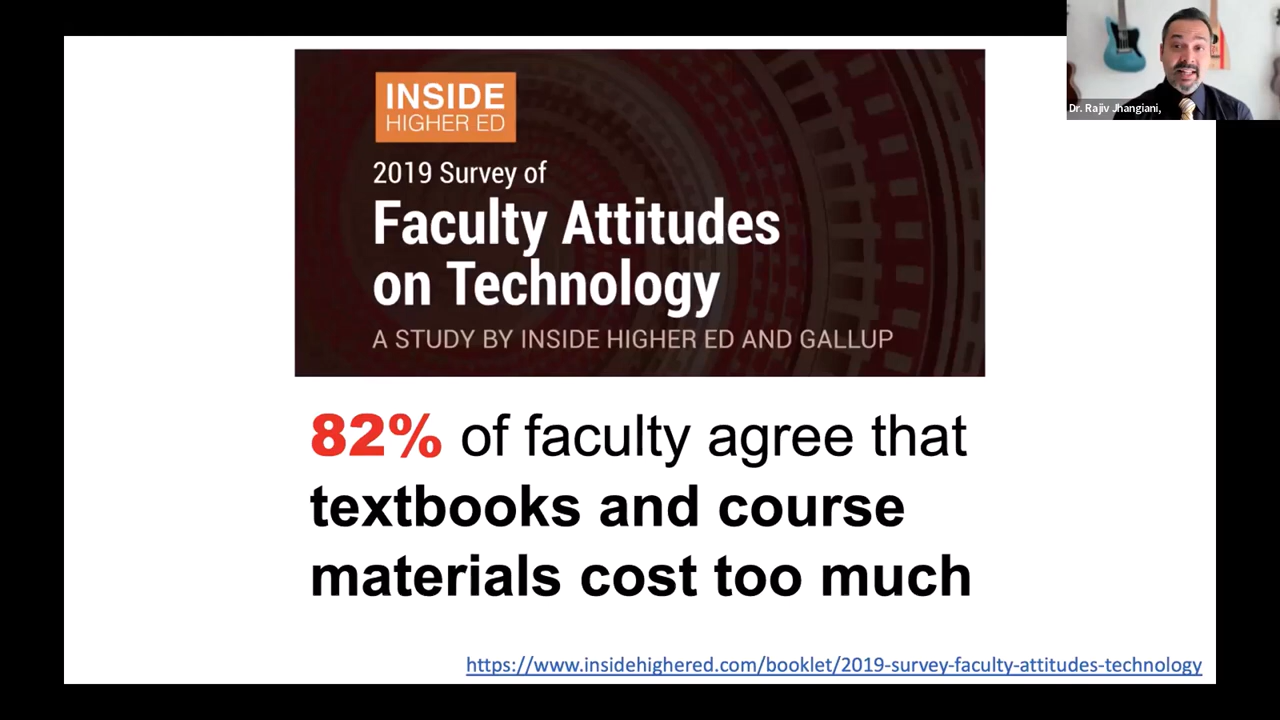 INSIDE
HIGHER ED
2019 Survey of
Faculty Attitudes
on Technology
A STUDY BY INSIDE HIGHER ED AND GALLUP
Dr. Rajiv Jhangiani,
82% of faculty agree that
textbooks and course
materials cost too much
https://www.insidehighered.com/booklet/2019-survey-faculty-attitudes-technology